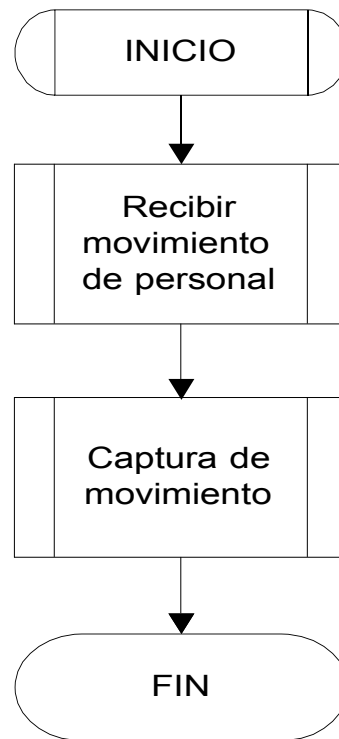 INICIO
Recibir
movimiento
de personal
Captura de
movimiento
FIN